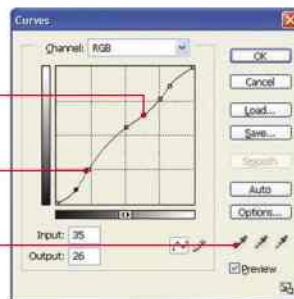 Curves
Channel: RGB
OK
Cancel
Load...
Save...
Smooth
Auto
Options...
Input: 35
Output: 26
Preview